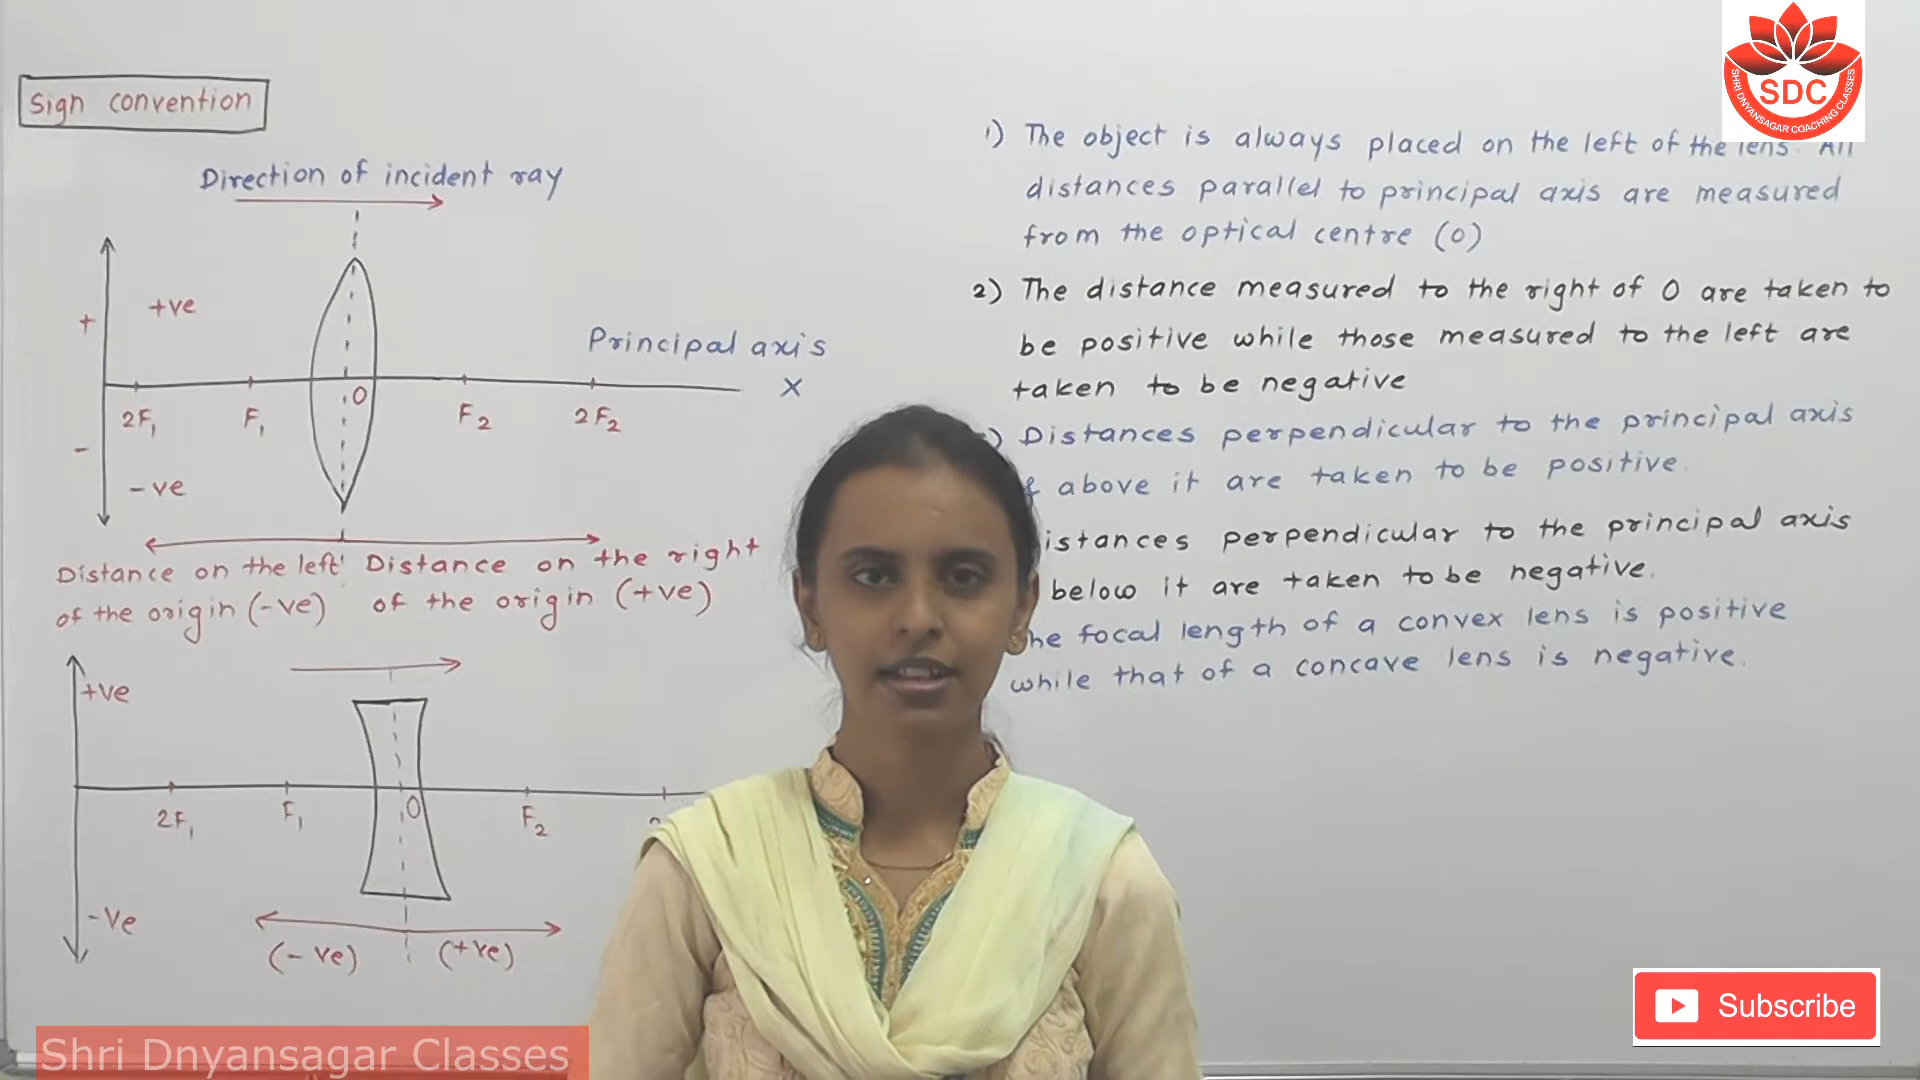 Sign convention
Direction of incident ray
+
+ve
Principal axis
X
O
2F₁
F₁
F₂
2F₂
-
-ve
Distance on the left
of the origin (-ve)
Distance on the right
of the origin (+ve)
+ve
2F₁
F₁
O
F₂
-ve
(-ve)
(+ve)
1) The object is always placed on the left of the lens. All
distances parallel to principal axis are measured
from the optical centre (O)
2) The distance measured to the right of O are taken to
be positive while those measured to the left are
taken to be negative
) Distances perpendicular to the principal axis
& above it are taken to be positive.
istances perpendicular to the principal axis
below it are taken to be negative.
he focal length of a convex lens is positive
while that of a concave lens is negative.
SDC
SHRI DNYANSAGAR COACHING CLASSES
Subscribe
Shri Dnyansagar Classes